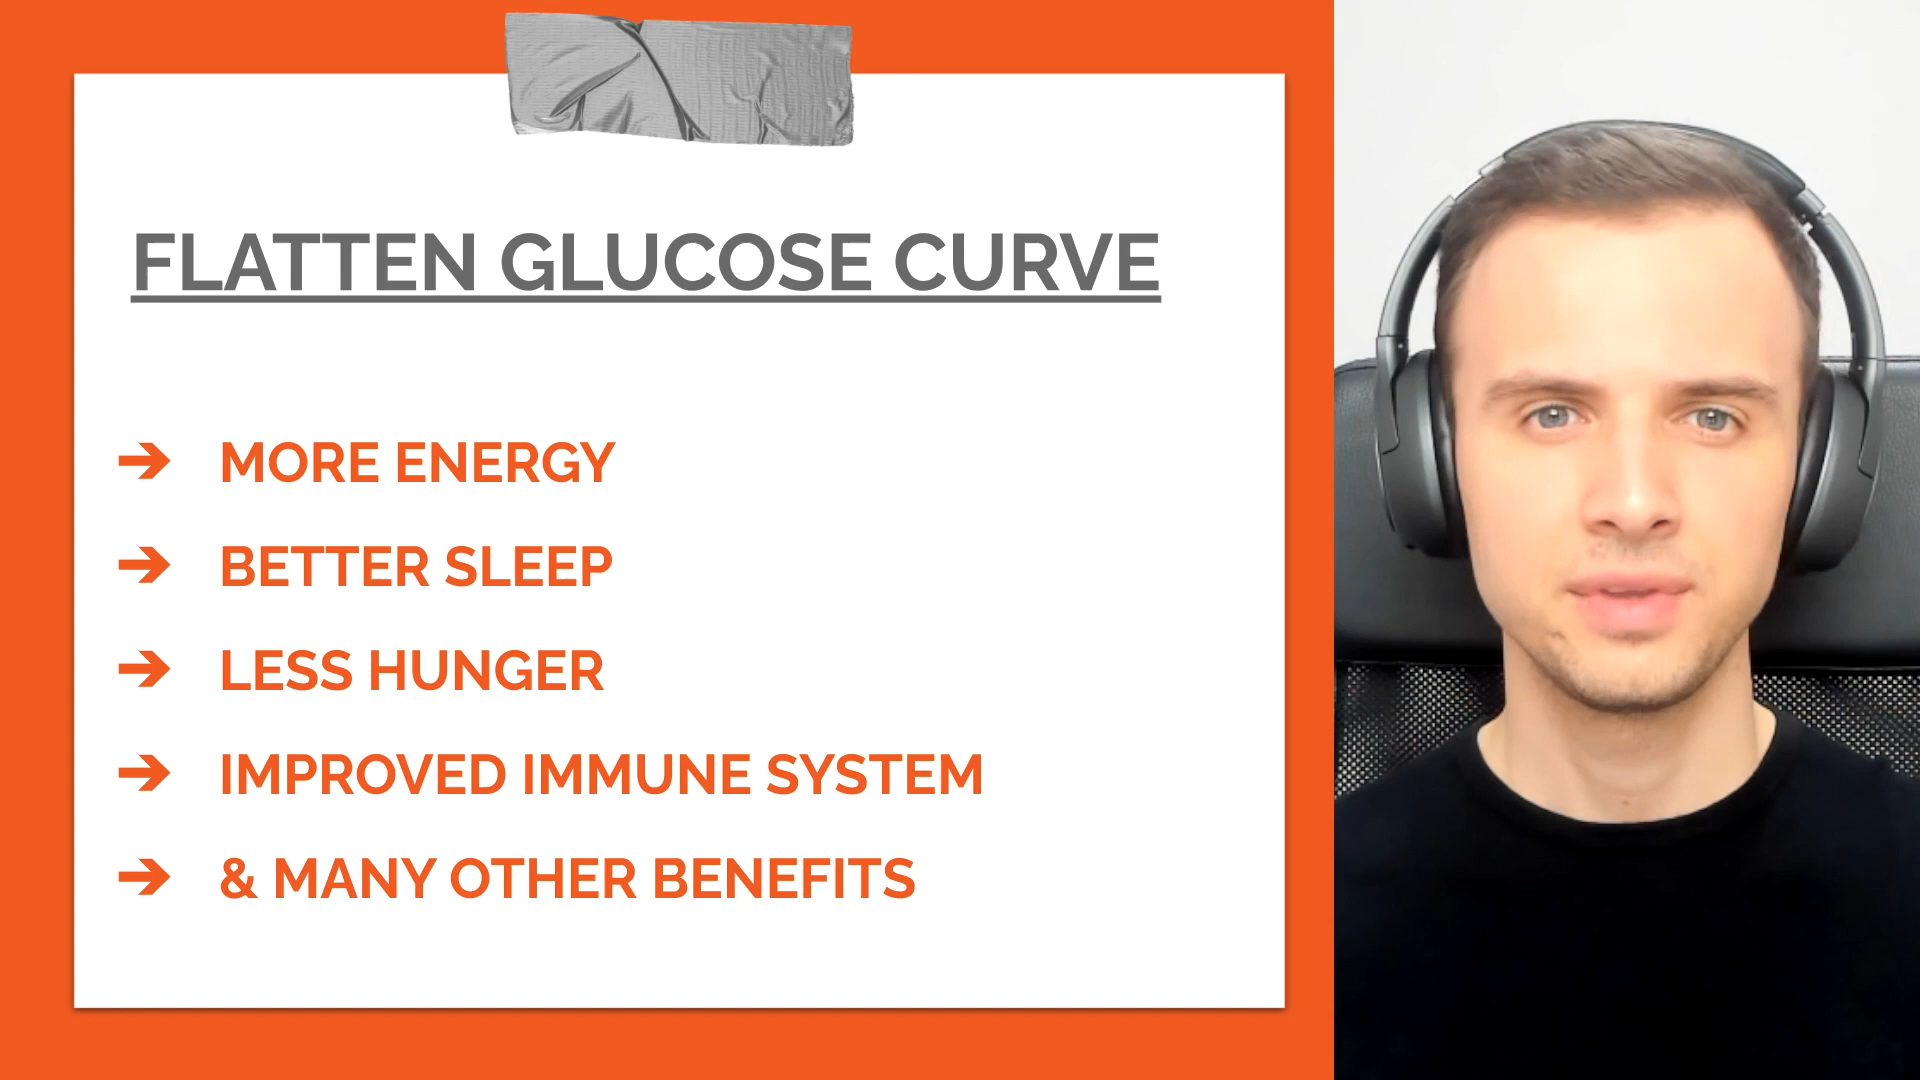 FLATTEN GLUCOSE CURVE
➔ MORE ENERGY
➔ BETTER SLEEP
➔ LESS HUNGER
➔ IMPROVED IMMUNE SYSTEM
➔ & MANY OTHER BENEFITS